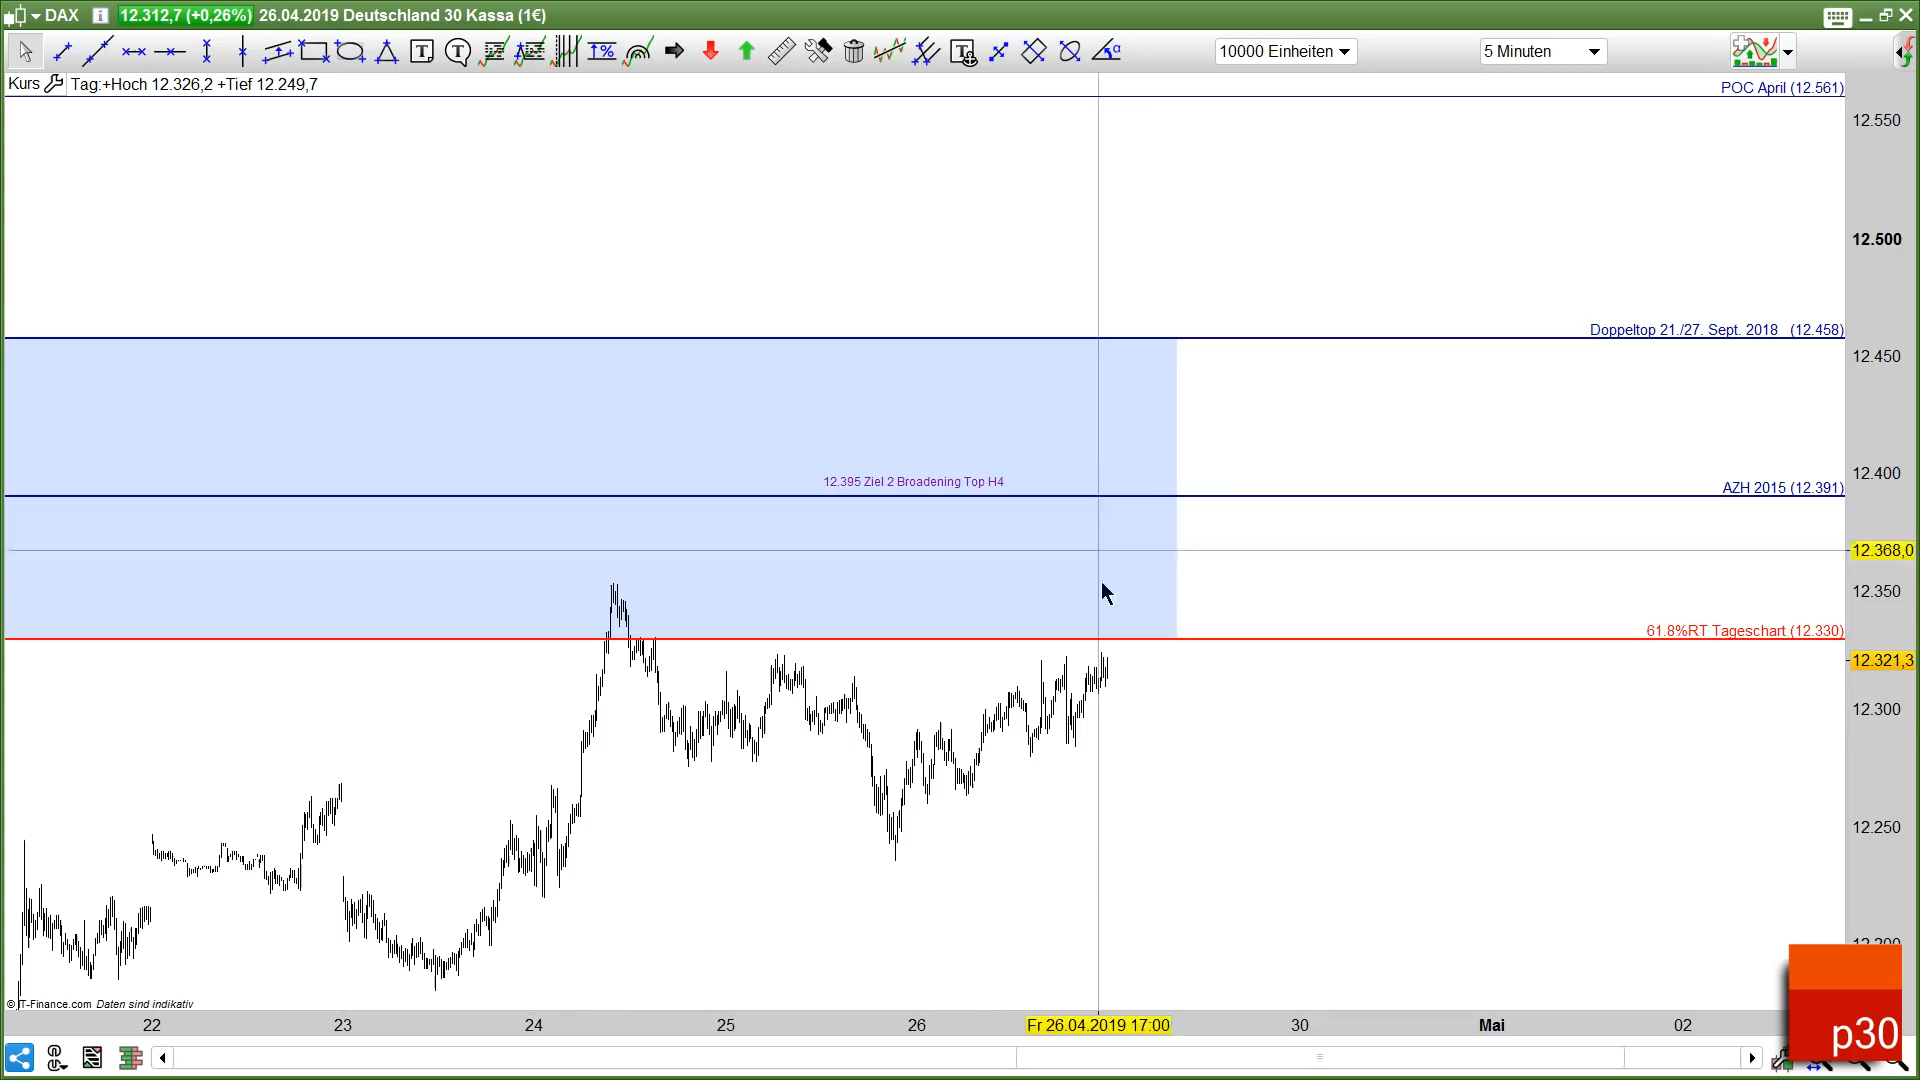 DAX 12.312,7 (+0,26%) 26.04.2019 Deutschland 30 Kassa (1€)
10000 Einheiten 5 Minuten
Kurs Tag:+Hoch 12.326,2 +Tief 12.249,7
POC April (12.561)
12.550
12.500
Doppeltop 21./27. Sept. 2018 (12.458)
12.450
12.400
12.395 Ziel 2 Broadening Top H4
AZH 2015 (12.391)
12.368,0
12.350
61.8%RT Tageschart (12.330)
12.321,3
12.300
12.250
12.200
© IT-Finance.com Daten sind indikativ
22 23 24 25 26 Fr 26.04.2019 17:00 30 Mai 02
p30